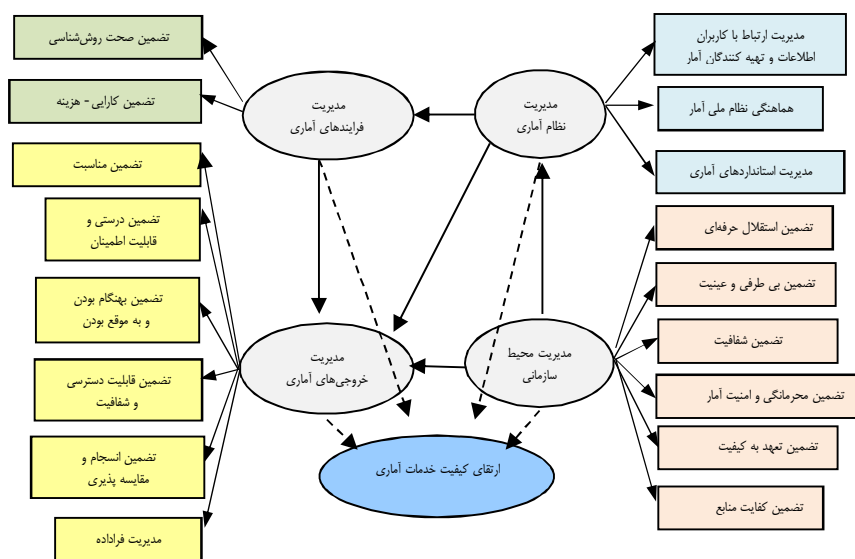 مدیریت ارتباط با کاربران
اطلاعات و تهیه کنندگان آمار
هماهنگی نظام ملی آمار
مدیریت استانداردهای آماری
تضمین استقلال حرفه‌ای
تضمین بی طرفی و عینیت
تضمین شفافیت
تضمین محرمانگی و امنیت آمار
تضمین تعهد به کیفیت
تضمین کفایت منابع
مدیریت
نظام آماری
مدیریت محیط
سازمانی
مدیریت
فرایندهای آماری
مدیریت
خروجی‌های آماری
ارتقای کیفیت خدمات آماری
تضمین صحت روش‌شناسی
تضمین کارایی - هزینه
تضمین مناسبت
تضمین درستی و
قابلیت اطمینان
تضمین بهنگام بودن
و به موقع بودن
تضمین قابلیت دسترسی
و شفافیت
تضمین انسجام و
مقایسه پذیری
مدیریت فراداده